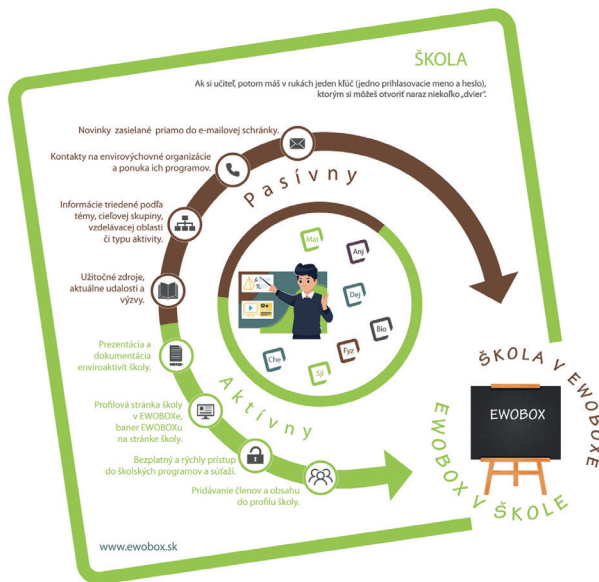 ŠKOLA
Ak si učiteľ, potom máš v rukách jeden kľúč (jedno prihlasovacie meno a heslo),
ktorým si môžeš otvoriť naraz niekoľko „dvier“.
Novinky zasielané priamo do e-mailovej schránky.
Kontakty na envirovýchovné organizácie
a ponuka ich programov.
Informácie triedené podľa
témy, cieľovej skupiny,
vzdelávacej oblasti
či typu aktivity.
Užitočné zdroje,
aktuálne udalosti a
výzvy.
Pasívny
Mat
Anj
Dej
Bio
Fyz
Sjl
Che
Aktívny
Prezentácia a
dokumentácia
enviroaktivít školy.
Profilová stránka školy
v EWOBOXe,
baner EWOBOXu
na stránke školy.
Bezplatný a rýchly prístup
do školských programov a súťaží.
Pridávanie členov a obsahu
do profilu školy.
ŠKOLA V EWOBOXE
EWOBOX
EWOBOX V ŠKOLE
www.ewobox.sk